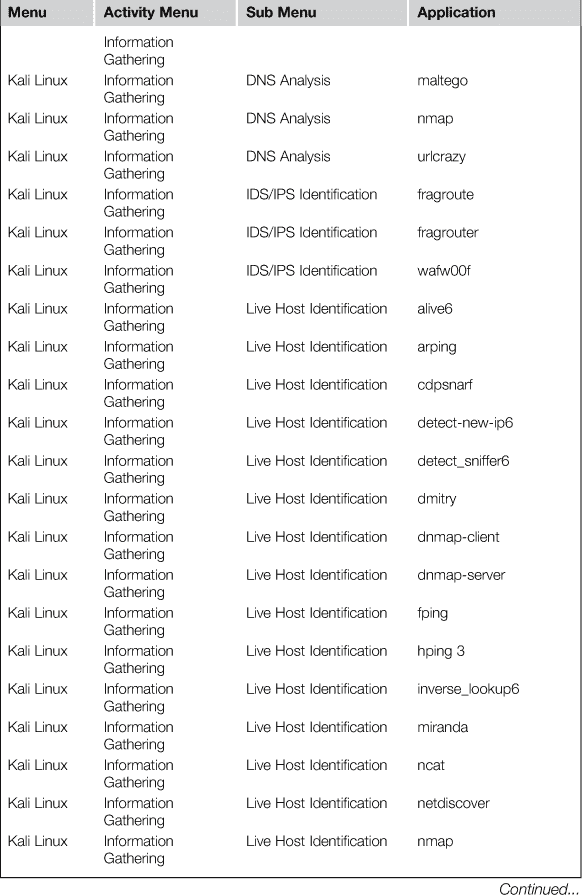 Menu Activity Menu Sub Menu Application
Information
Gathering
Kali Linux Information DNS Analysis maltego
Gathering
Kali Linux Information DNS Analysis nmap
Gathering
Kali Linux Information DNS Analysis urlcrazy
Gathering
Kali Linux Information IDS/IPS Identification fragroute
Gathering
Kali Linux Information IDS/IPS Identification fragrouter
Gathering
Kali Linux Information IDS/IPS Identification wafw00f
Gathering
Kali Linux Information Live Host Identification alive6
Gathering
Kali Linux Information Live Host Identification arping
Gathering
Kali Linux Information Live Host Identification cdpsnarf
Gathering
Kali Linux Information Live Host Identification detect-new-ip6
Gathering
Kali Linux Information Live Host Identification detect_sniffer6
Gathering
Kali Linux Information Live Host Identification dmitry
Gathering
Kali Linux Information Live Host Identification dnmap-client
Gathering
Kali Linux Information Live Host Identification dnmap-server
Gathering
Kali Linux Information Live Host Identification fping
Gathering
Kali Linux Information Live Host Identification hping 3
Gathering
Kali Linux Information Live Host Identification inverse_lookup6
Gathering
Kali Linux Information Live Host Identification miranda
Gathering
Kali Linux Information Live Host Identification ncat
Gathering
Kali Linux Information Live Host Identification netdiscover
Gathering
Kali Linux Information Live Host Identification nmap
Gathering
Continued...